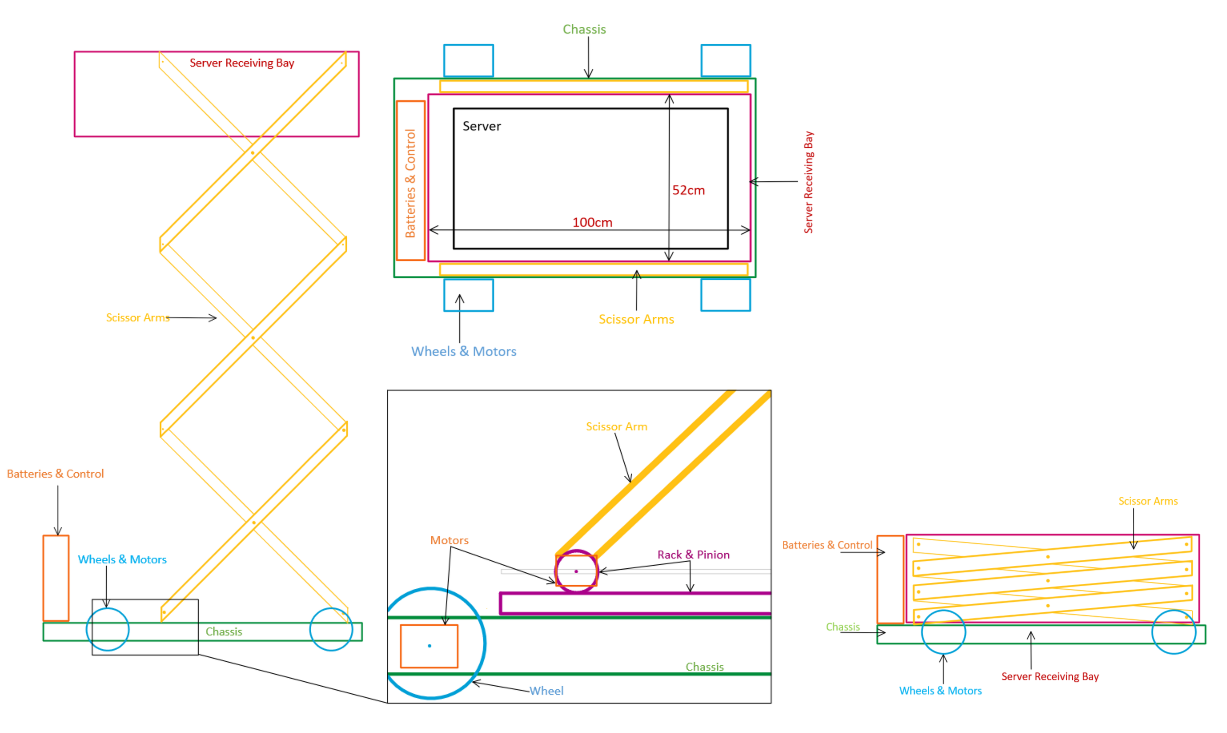 Chassis
Server Receiving Bay
Server
Batteries & Control
52cm
Server Receiving Bay
100cm
Scissor Arms
Scissor Arms
Wheels & Motors
Scissor Arm
Batteries & Control
Scissor Arms
Motors
Batteries & Control
Rack & Pinion
Wheels & Motors
Chassis
Chassis
Chassis
Server Receiving Bay
Wheel
Wheels & Motors